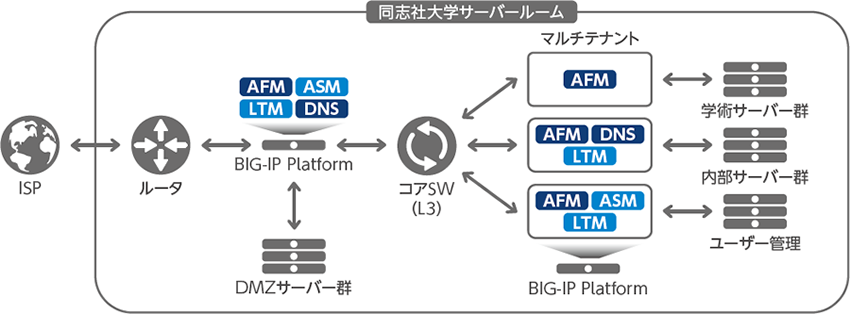 同志社大学サーバールーム
ISP
ルータ
AFM ASM
LTM DNS
BIG-IP Platform
DMZサーバー群
コアSW
(L3)
マルチテナント
AFM
学術サーバー群
AFM DNS
LTM
内部サーバー群
AFM ASM
LTM
ユーザー管理
BIG-IP Platform